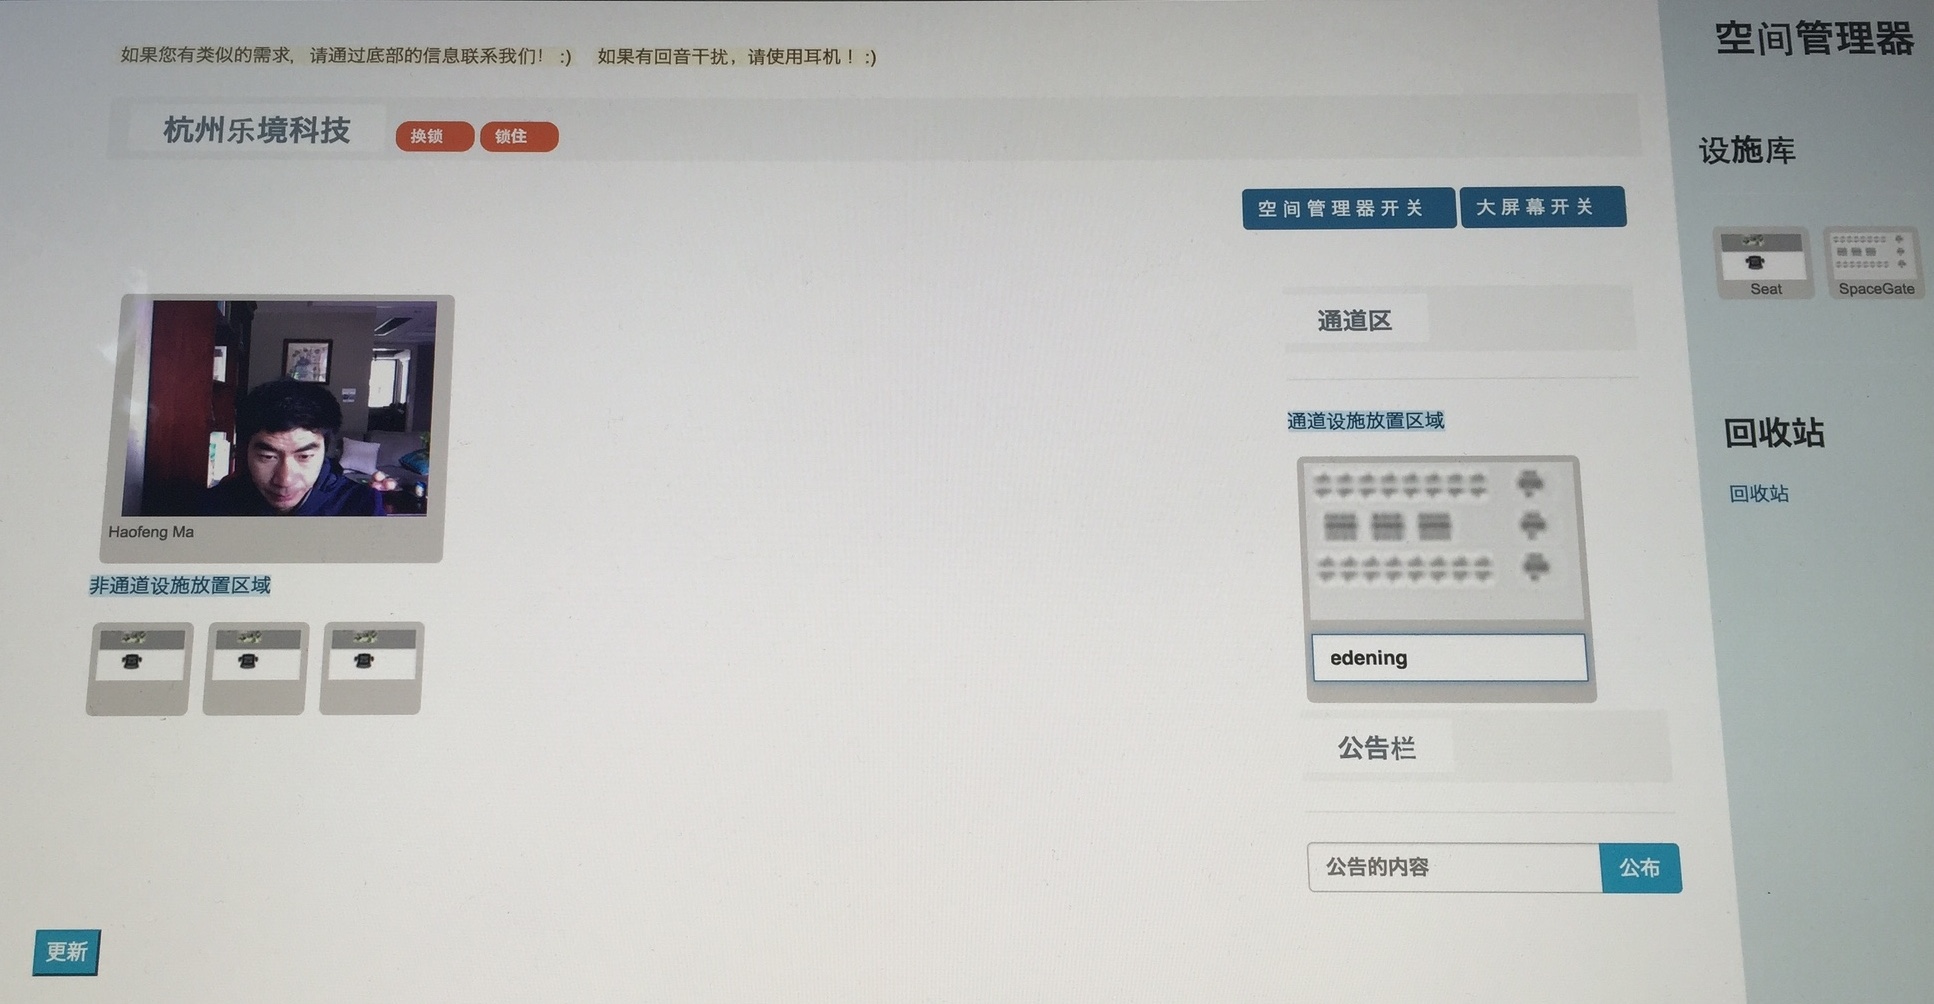 如果您有类似的需求, 请通过底部的信息联系我们! :) 如果有回音干扰，请使用耳机！:)
杭州乐境科技
换锁
锁住
空间管理器开关
大屏幕开关
Haofeng Ma
非通道设施放置区域
通道区
通道设施放置区域
edening
公告栏
公告的内容
公布
更新
空间管理器
设施库
Seat
SpaceGate
回收站
回收站